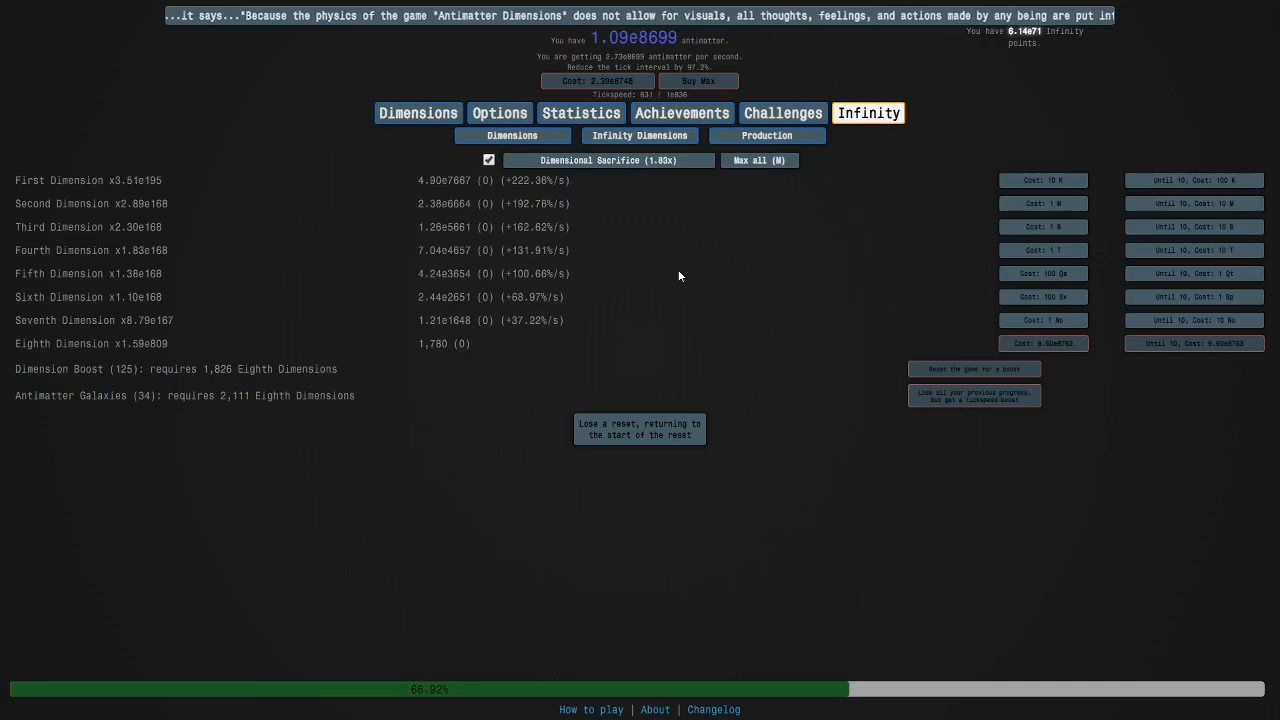 ...it says..."Because the physics of the game "Antimatter Dimensions" does not allow for visuals, all thoughts, feelings, and actions made by any being are put int
You have 1.09e8699 antimatter.
You have 6.14e71 Infinity
points.
You are getting 2.73e8699 antimatter per second.
Reduce the tick interval by 97.2%.
Cost: 2.39e8748 Buy Max
Tickspeed: 631 / 1e836
Dimensions Options Statistics Achievements Challenges Infinity
Dimensions Infinity Dimensions Production
Dimensional Sacrifice (1.83x) Max all (M)
First Dimension x3.51e195 4.90e7667 (0) (+222.36%/s) Cost: 10 K Until 10, Cost: 100 K
Second Dimension x2.89e168 2.38e6664 (0) (+192.78%/s) Cost: 1 M Until 10, Cost: 10 M
Third Dimension x2.30e168 1.26e5661 (0) (+162.62%/s) Cost: 1 B Until 10, Cost: 10 B
Fourth Dimension x1.83e168 7.04e4657 (0) (+131.91%/s) Cost: 1 T Until 10, Cost: 10 T
Fifth Dimension x1.38e168 4.24e3654 (0) (+100.66%/s) Cost: 100 Qa Until 10, Cost: 1 Qt
Sixth Dimension x1.10e168 2.44e2651 (0) (+68.97%/s) Cost: 100 Sx Until 10, Cost: 1 Sp
Seventh Dimension x8.79e167 1.21e1648 (0) (+37.22%/s) Cost: 1 No Until 10, Cost: 10 No
Eighth Dimension x1.59e809 1,780 (0) Cost: 9.60e8762 Until 10, Cost: 9.60e8763
Dimension Boost (125): requires 1,826 Eighth Dimensions Reset the game for a boost
Antimatter Galaxies (34): requires 2,111 Eighth Dimensions Lose all your previous progress,
but get a tickspeed boost
Lose a reset, returning to
the start of the reset
66.92%
How to play | About | Changelog